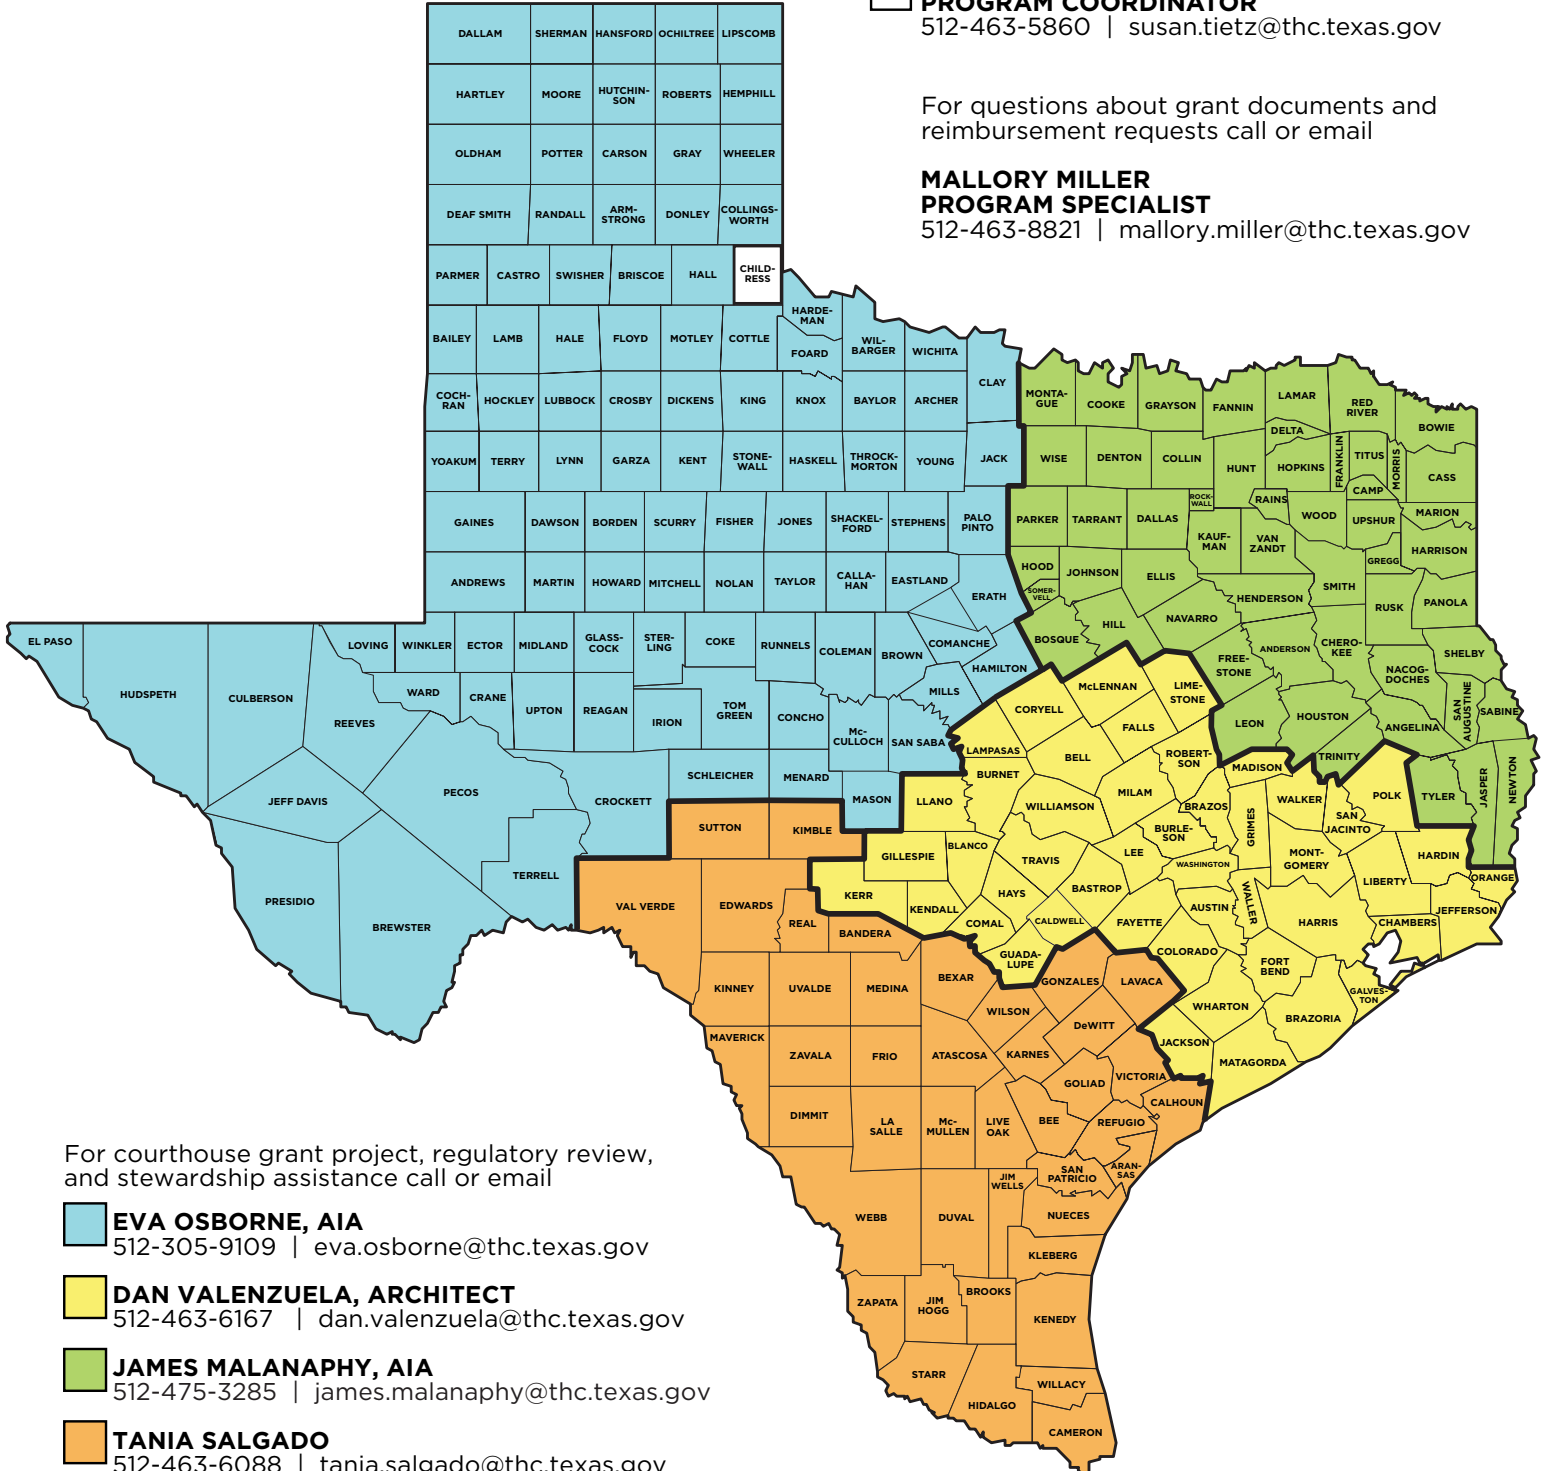 PROGRAM COORDINATOR
512-463-5860 | susan.tietz@thc.texas.gov
For questions about grant documents and
reimbursement requests call or email
MALLORY MILLER
PROGRAM SPECIALIST
512-463-8821 | mallory.miller@thc.texas.gov
DALLAM
SHERMAN
HANSFORD
OCHILTREE
LIPSCOMB
HARTLEY
MOORE
HUTCHIN-
SON
ROBERTS
HEMPHILL
OLDHAM
POTTER
CARSON
GRAY
WHEELER
DEAF SMITH
RANDALL
ARM-
STRONG
DONLEY
COLLINGS-
WORTH
PARMER
CASTRO
SWISHER
BRISCOE
HALL
CHILD-
RESS
BAILEY
LAMB
HALE
FLOYD
MOTLEY
COTTLE
HARDE-
MAN
FOARD
WIL-
BARGER
WICHITA
CLAY
COCH-
RAN
HOCKLEY
LUBBOCK
CROSBY
DICKENS
KING
KNOX
BAYLOR
ARCHER
MONTA-
GUE
COOKE
GRAYSON
FANNIN
LAMAR
RED
RIVER
BOWIE
DELTA
YOAKUM
TERRY
LYNN
GARZA
KENT
STONE-
WALL
HASKELL
THROCK-
MORTON
YOUNG
JACK
WISE
DENTON
COLLIN
HUNT
HOPKINS
FRANKLIN
TITUS
MORRIS
CASS
CAMP
GAINES
DAWSON
BORDEN
SCURRY
FISHER
JONES
SHACKEL-
FORD
STEPHENS
PALO
PINTO
PARKER
TARRANT
DALLAS
ROCK-
WALL
RAINS
WOOD
UPSHUR
MARION
KAUF-
MAN
VAN
ZANDT
GREGG
HARRISON
ANDREWS
MARTIN
HOWARD
MITCHELL
NOLAN
TAYLOR
CALLA-
HAN
EASTLAND
ERATH
HOOD
SOMER-
VELL
JOHNSON
ELLIS
HENDERSON
SMITH
RUSK
PANOLA
EL PASO
HUDSPETH
CULBERSON
REEVES
LOVING
WINKLER
ECTOR
MIDLAND
GLASS-
COCK
STER-
LING
COKE
RUNNELS
COLEMAN
BROWN
COMANCHE
HAMILTON
BOSQUE
HILL
NAVARRO
FREE-
STONE
ANDERSON
CHERO-
KEE
NACOG-
DOCHES
SHELBY
WARD
CRANE
UPTON
REAGAN
IRION
TOM
GREEN
CONCHO
Mc-
CULLOCH
SAN SABA
MILLS
LAMPASAS
CORYELL
McLENNAN
LIME-
STONE
FALLS
BELL
ROBERT-
SON
LEON
HOUSTON
TRINITY
ANGELINA
SAN
AUGUSTINE
SABINE
JEFF DAVIS
PECOS
CROCKETT
SCHLEICHER
MENARD
MASON
LLANO
BURNET
WILLIAMSON
MILAM
BRAZOS
MADISON
GRIMES
WALKER
SAN
JACINTO
POLK
TYLER
JASPER
NEWTON
PRESIDIO
BREWSTER
TERRELL
SUTTON
KIMBLE
GILLESPIE
BLANCO
TRAVIS
LEE
BURLE-
SON
WASHINGTON
MONT-
GOMERY
LIBERTY
HARDIN
ORANGE
JEFFERSON
CHAMBERS
VAL VERDE
EDWARDS
REAL
KERR
BANDERA
KENDALL
COMAL
HAYS
CALDWELL
BASTROP
FAYETTE
AUSTIN
WALLER
HARRIS
COLORADO
FORT
BEND
GALVES-
TON
BRAZORIA
WHARTON
MATAGORDA
JACKSON
GUADA-
LUPE
GONZALES
LAVACA
KINNEY
UVALDE
MEDINA
BEXAR
WILSON
DeWITT
MAVERICK
ZAVALA
FRIO
ATASCOSA
KARNES
GOLIAD
VICTORIA
CALHOUN
DIMMIT
LA
SALLE
Mc-
MULLEN
LIVE
OAK
BEE
REFUGIO
ARAN-
SAS
SAN
PATRICIO
JIM
WELLS
WEBB
DUVAL
NUECES
KLEBERG
ZAPATA
JIM
HOGG
BROOKS
KENEDY
STARR
HIDALGO
WILLACY
CAMERON
For courthouse grant project, regulatory review,
and stewardship assistance call or email
EVA OSBORNE, AIA
512-305-9109 | eva.osborne@thc.texas.gov
DAN VALENZUELA, ARCHITECT
512-463-6167 | dan.valenzuela@thc.texas.gov
JAMES MALANAPHY, AIA
512-475-3285 | james.malanaphy@thc.texas.gov
TANIA SALGADO
512-463-6088 | tania.salgado@thc.texas.gov